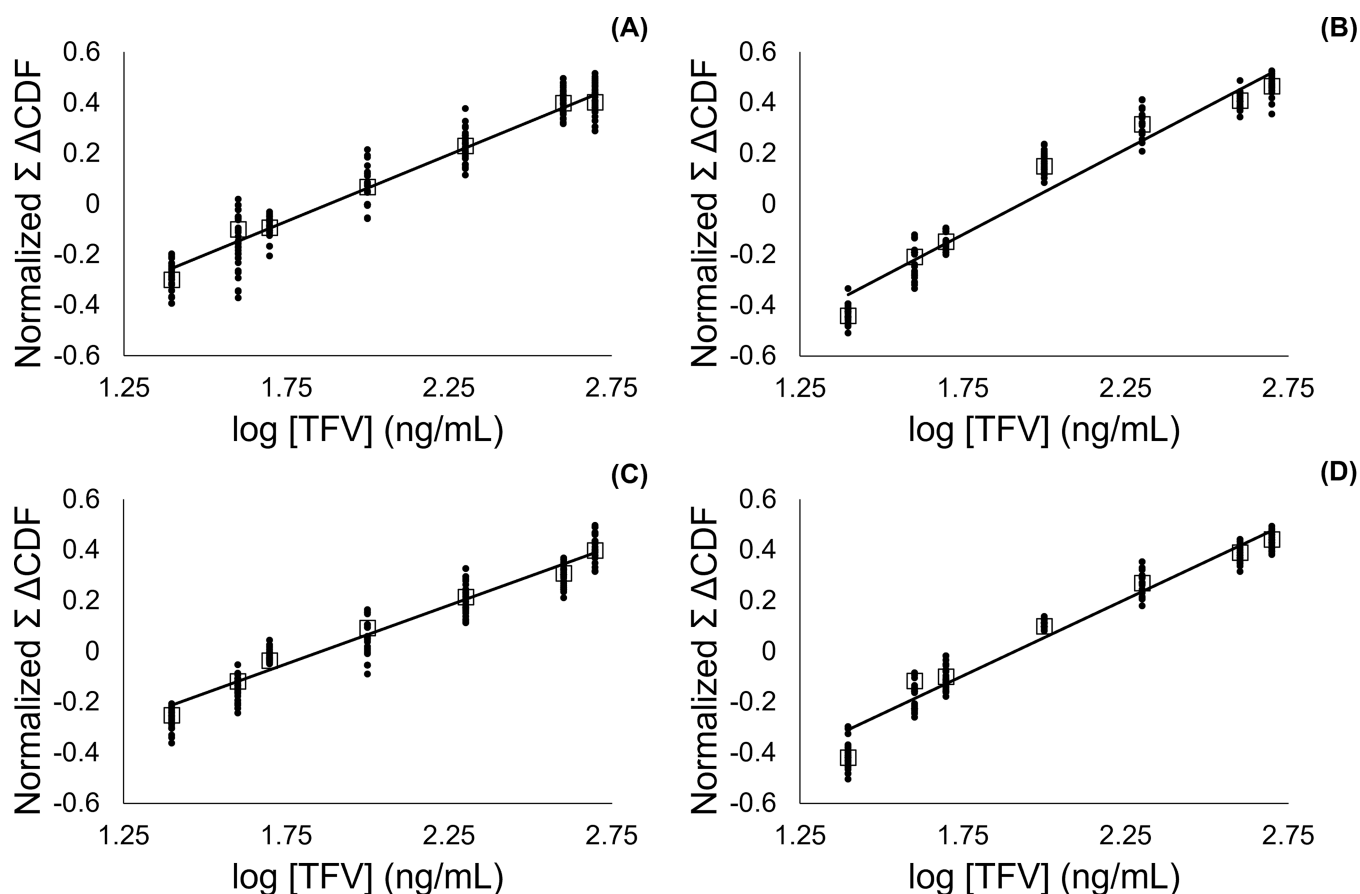 (A)
Normalized Σ ΔCDF
0.6
0.4
0.2
0
-0.2
-0.4
-0.6
1.25 1.75 2.25 2.75
log [TFV] (ng/mL)
(B)
Normalized Σ ΔCDF
0.6
0.4
0.2
0
-0.2
-0.4
-0.6
1.25 1.75 2.25 2.75
log [TFV] (ng/mL)
(C)
Normalized Σ ΔCDF
0.6
0.4
0.2
0
-0.2
-0.4
-0.6
1.25 1.75 2.25 2.75
log [TFV] (ng/mL)
(D)
Normalized Σ ΔCDF
0.6
0.4
0.2
0
-0.2
-0.4
-0.6
1.25 1.75 2.25 2.75
log [TFV] (ng/mL)